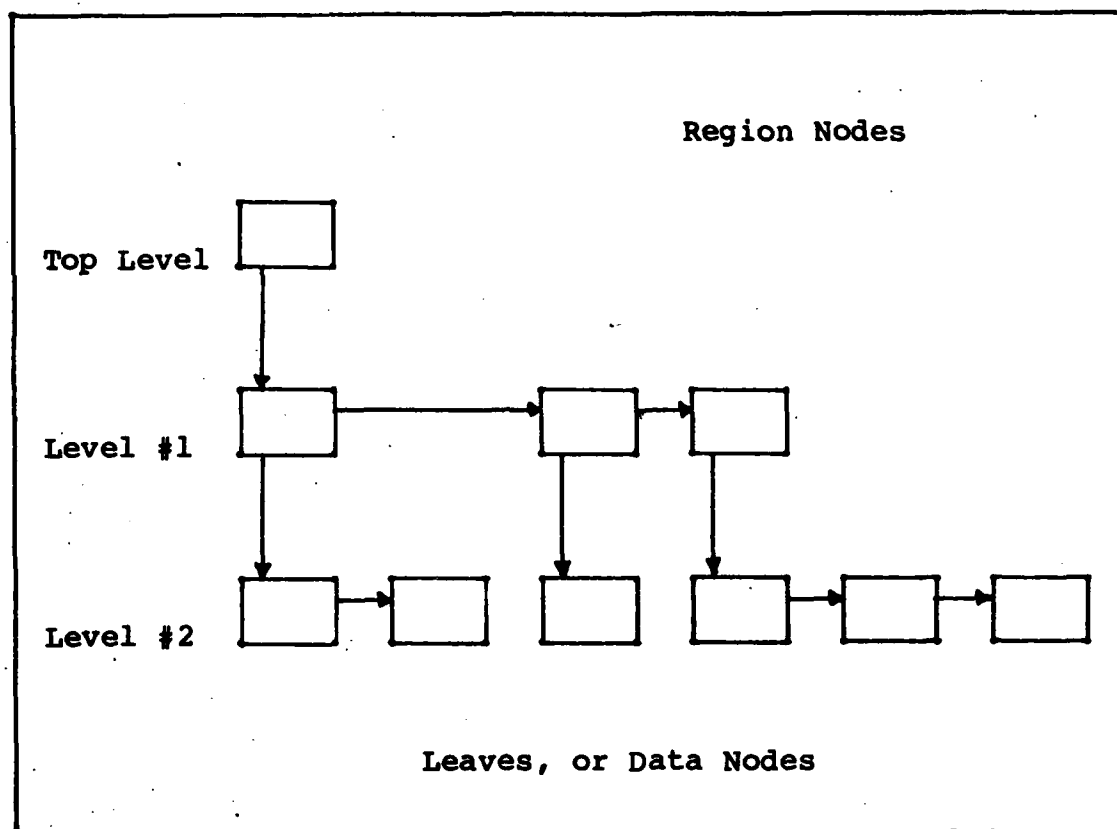 Region Nodes
Top Level
Level #1
Level #2
Leaves, or Data Nodes